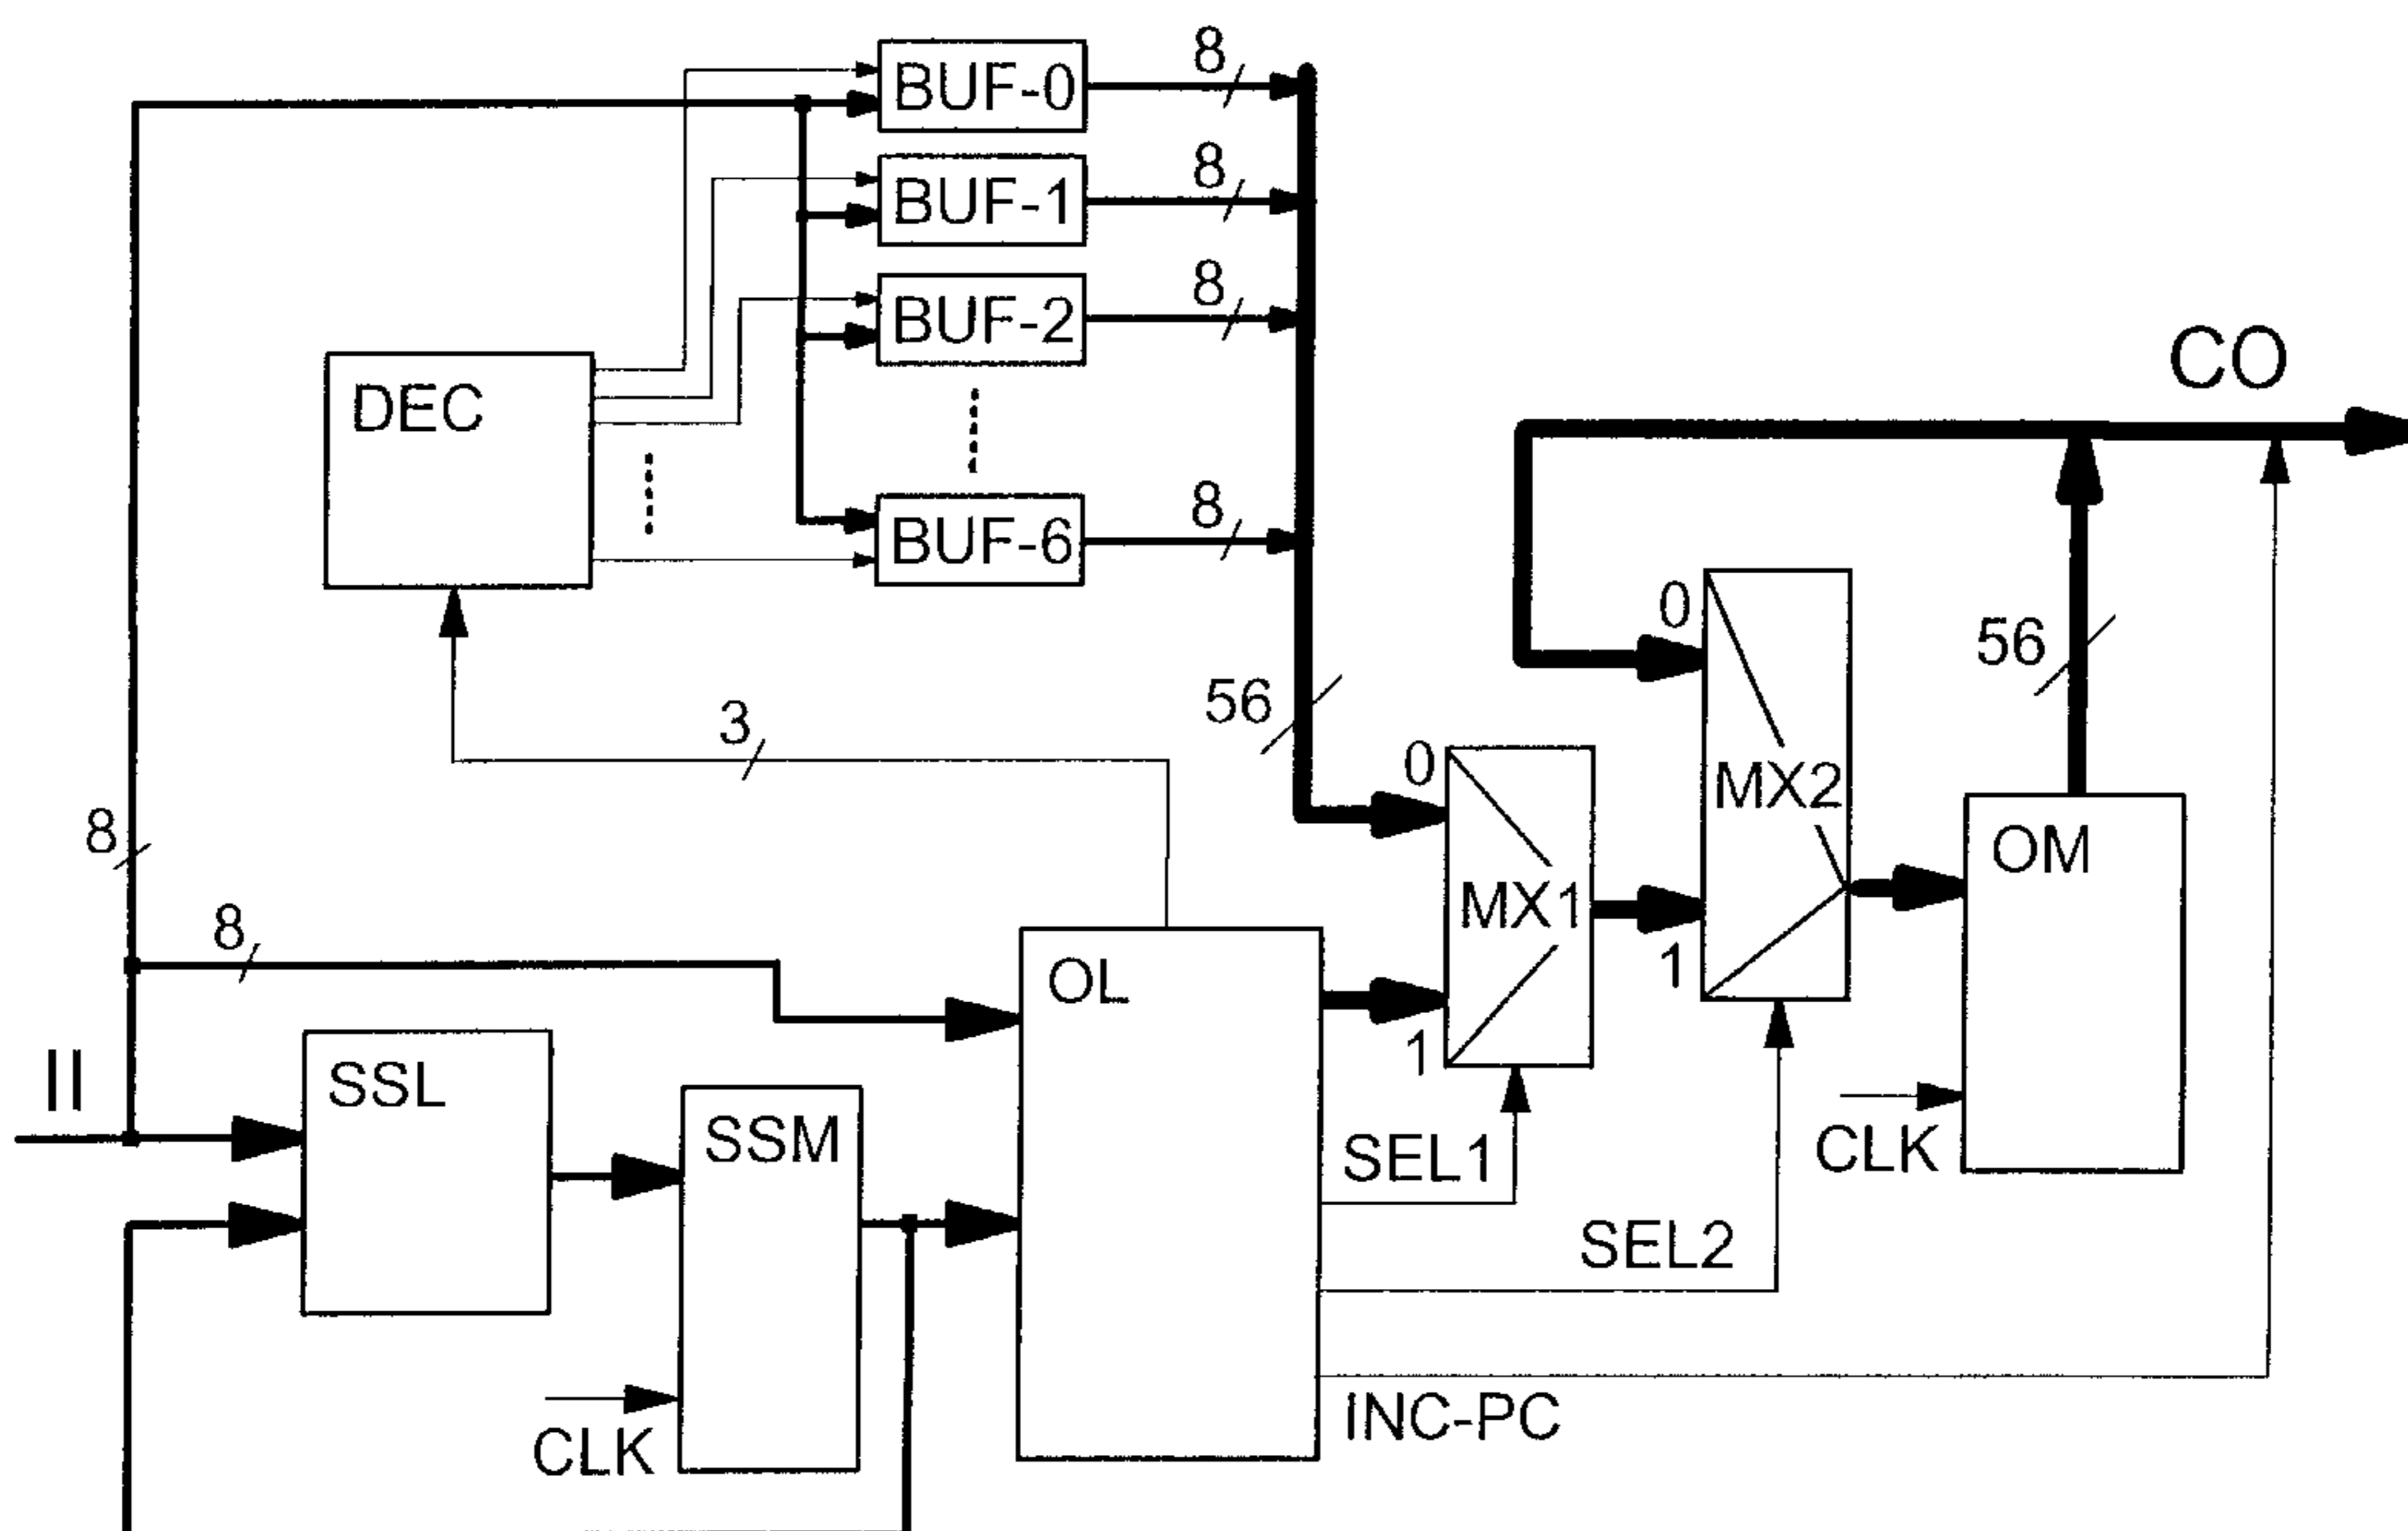 8
BUF-0
8
BUF-1
8
BUF-2
CO
DEC
8
BUF-6
0
56
56
3
0
MX2
8
OM
MX1
8
OL
1
1
II
SSL
SSM
SEL1
CLK
SEL2
INC-PC
CLK